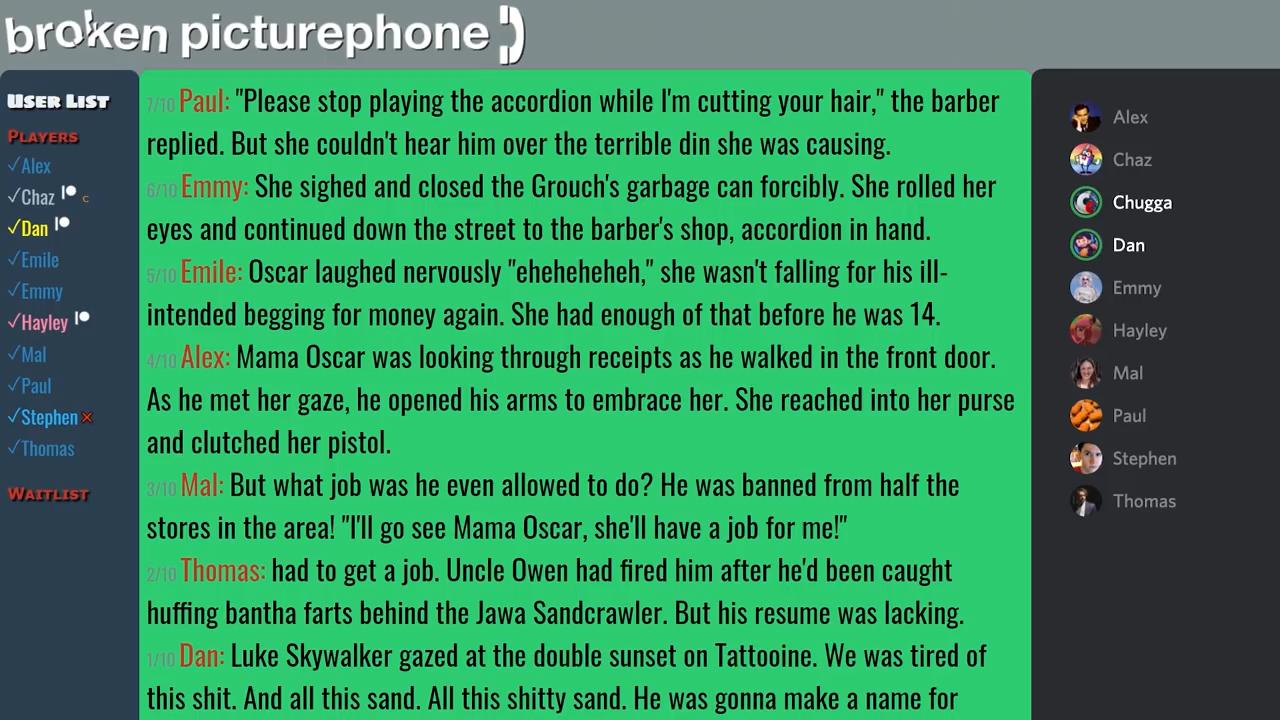 broken picturephone
USER LIST
PLAYERS
✓Alex
✓Chaz c
✓Dan
✓Emile
✓Emmy
✓Hayley
✓Mal
✓Paul
✓Stephen ×
✓Thomas
WAITLIST
7/10 Paul: "Please stop playing the accordion while I'm cutting your hair," the barber
replied. But she couldn't hear him over the terrible din she was causing.
6/10 Emmy: She sighed and closed the Grouch's garbage can forcibly. She rolled her
eyes and continued down the street to the barber's shop, accordion in hand.
5/10 Emile: Oscar laughed nervously "eheheheheh," she wasn't falling for his ill-
intended begging for money again. She had enough of that before he was 14.
4/10 Alex: Mama Oscar was looking through receipts as he walked in the front door.
As he met her gaze, he opened his arms to embrace her. She reached into her purse
and clutched her pistol.
3/10 Mal: But what job was he even allowed to do? He was banned from half the
stores in the area! "I'll go see Mama Oscar, she'll have a job for me!"
2/10 Thomas: had to get a job. Uncle Owen had fired him after he'd been caught
huffing bantha farts behind the Jawa Sandcrawler. But his resume was lacking.
1/10 Dan: Luke Skywalker gazed at the double sunset on Tattooine. We was tired of
this shit. And all this sand. All this shitty sand. He was gonna make a name for
Alex
Chaz
Chugga
Dan
Emmy
Hayley
Mal
Paul
Stephen
Thomas